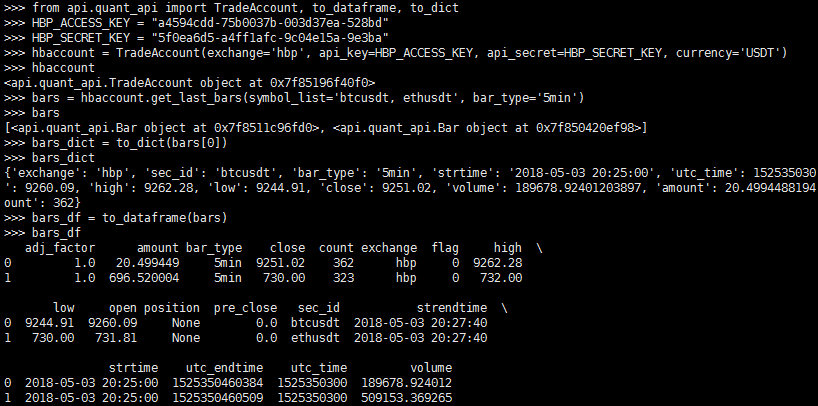 >>> from api.quant_api import TradeAccount, to_dataframe, to_dict
>>> HBP_ACCESS_KEY = "a4594cdd-75b0037b-003d37ea-528bd"
>>> HBP_SECRET_KEY = "5f0ea6d5-a4ff1afc-9c04e15a-9e3ba"
>>> hbaccount = TradeAccount(exchange='hbp', api_key=HBP_ACCESS_KEY, api_secret=HBP_SECRET_KEY, currency='USDT')
>>> hbaccount
<api.quant_api.TradeAccount object at 0x7f85196f40f0>
>>> bars = hbaccount.get_last_bars(symbol_list='btcusdt, ethusdt', bar_type='5min')
>>> bars
[<api.quant_api.Bar object at 0x7f8511c96fd0>, <api.quant_api.Bar object at 0x7f850420ef98>]
>>> bars_dict = to_dict(bars[0])
>>> bars_dict
{'exchange': 'hbp', 'sec_id': 'btcusdt', 'bar_type': '5min', 'strtime': '2018-05-03 20:25:00', 'utc_time': 152535030
': 9260.09, 'high': 9262.28, 'low': 9244.91, 'close': 9251.02, 'volume': 189678.92401203897, 'amount': 20.4994488194
ount': 362}
>>> bars_df = to_dataframe(bars)
>>> bars_df
   adj_factor      amount bar_type    close  count exchange  flag     high  \
0         1.0   20.499449     5min  9251.02    362      hbp     0  9262.28
1         1.0  696.520004     5min   730.00    323      hbp     0   732.00
       low     open position  pre_close   sec_id           strendtime  \
0  9244.91  9260.09     None        0.0  btcusdt  2018-05-03 20:27:40
1   730.00   731.81     None        0.0  ethusdt  2018-05-03 20:27:40
               strtime    utc_endtime    utc_time         volume
0  2018-05-03 20:25:00  1525350460384  1525350300  189678.924012
1  2018-05-03 20:25:00  1525350460509  1525350300  509153.369265